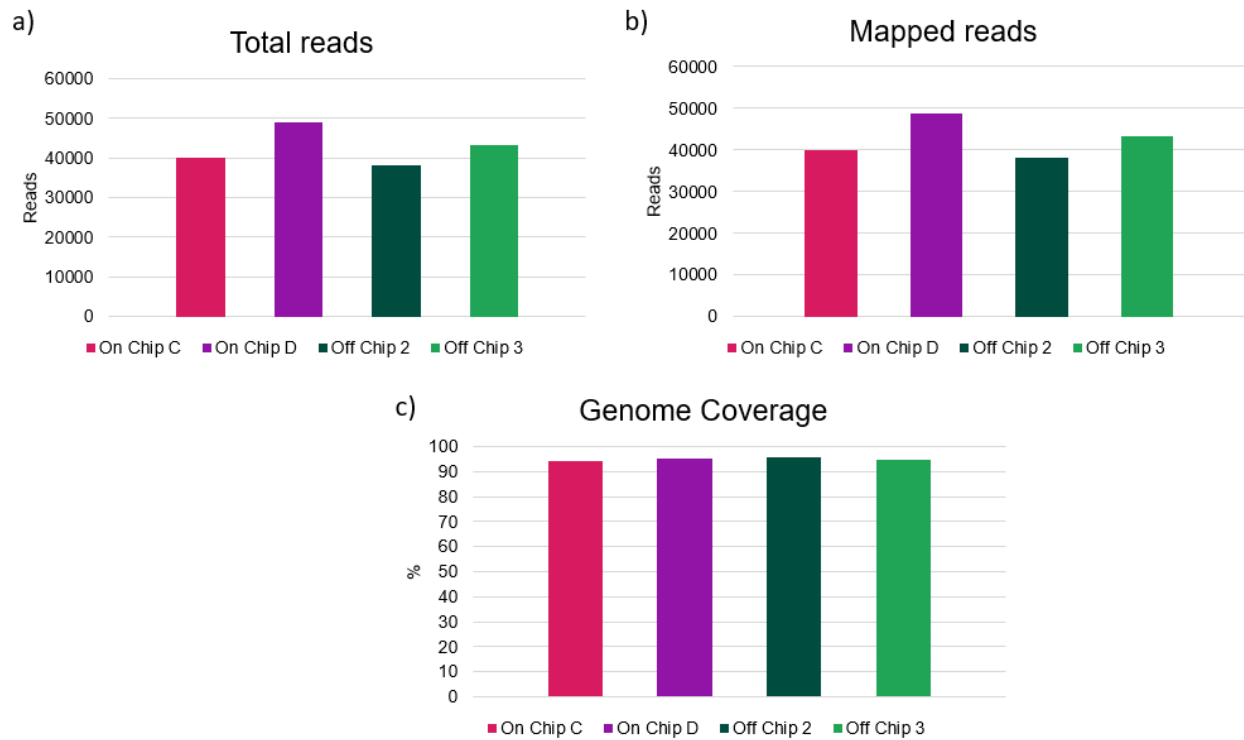 a)
Total reads
60000
50000
40000
30000
20000
10000
0
Reads
On Chip C On Chip D Off Chip 2 Off Chip 3
b)
Mapped reads
60000
50000
40000
30000
20000
10000
0
Reads
On Chip C On Chip D Off Chip 2 Off Chip 3
c)
Genome Coverage
100
90
80
70
60
50
40
30
20
10
0
%
On Chip C On Chip D Off Chip 2 Off Chip 3